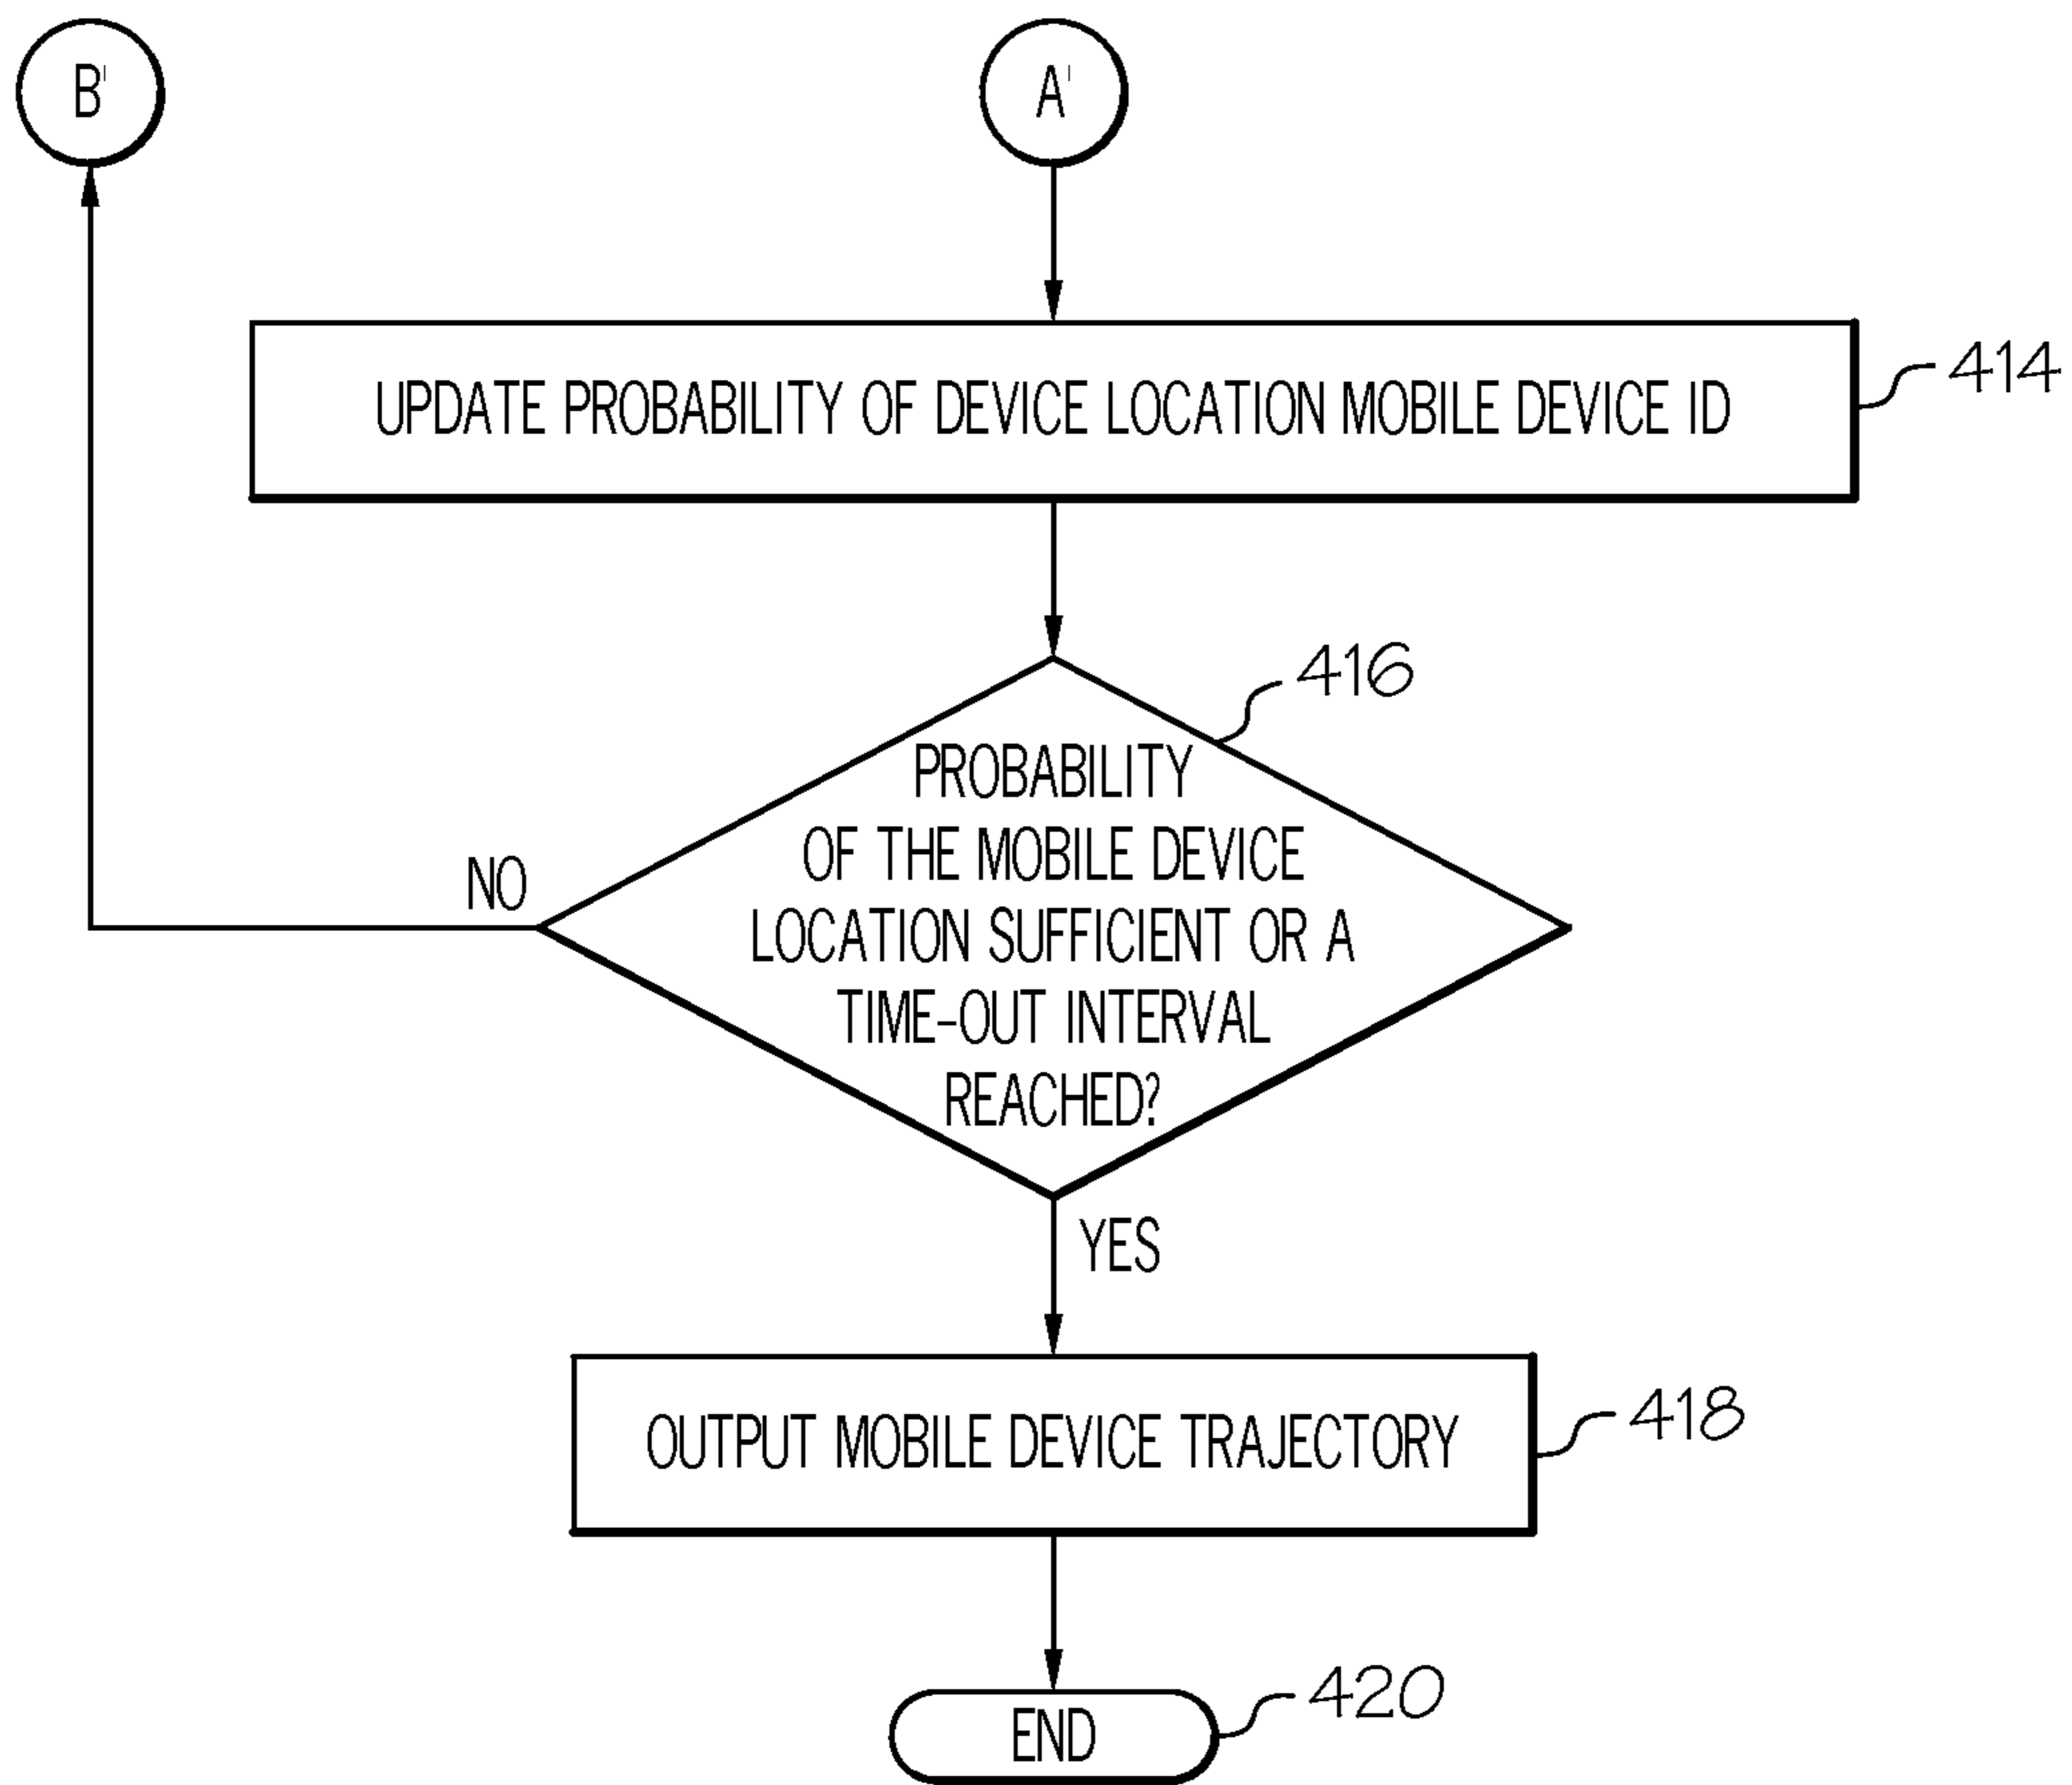 B'
A'
UPDATE PROBABILITY OF DEVICE LOCATION MOBILE DEVICE ID
414
416
PROBABILITY
OF THE MOBILE DEVICE
LOCATION SUFFICIENT OR A
TIME-OUT INTERVAL
REACHED?
NO
YES
OUTPUT MOBILE DEVICE TRAJECTORY
418
END
420